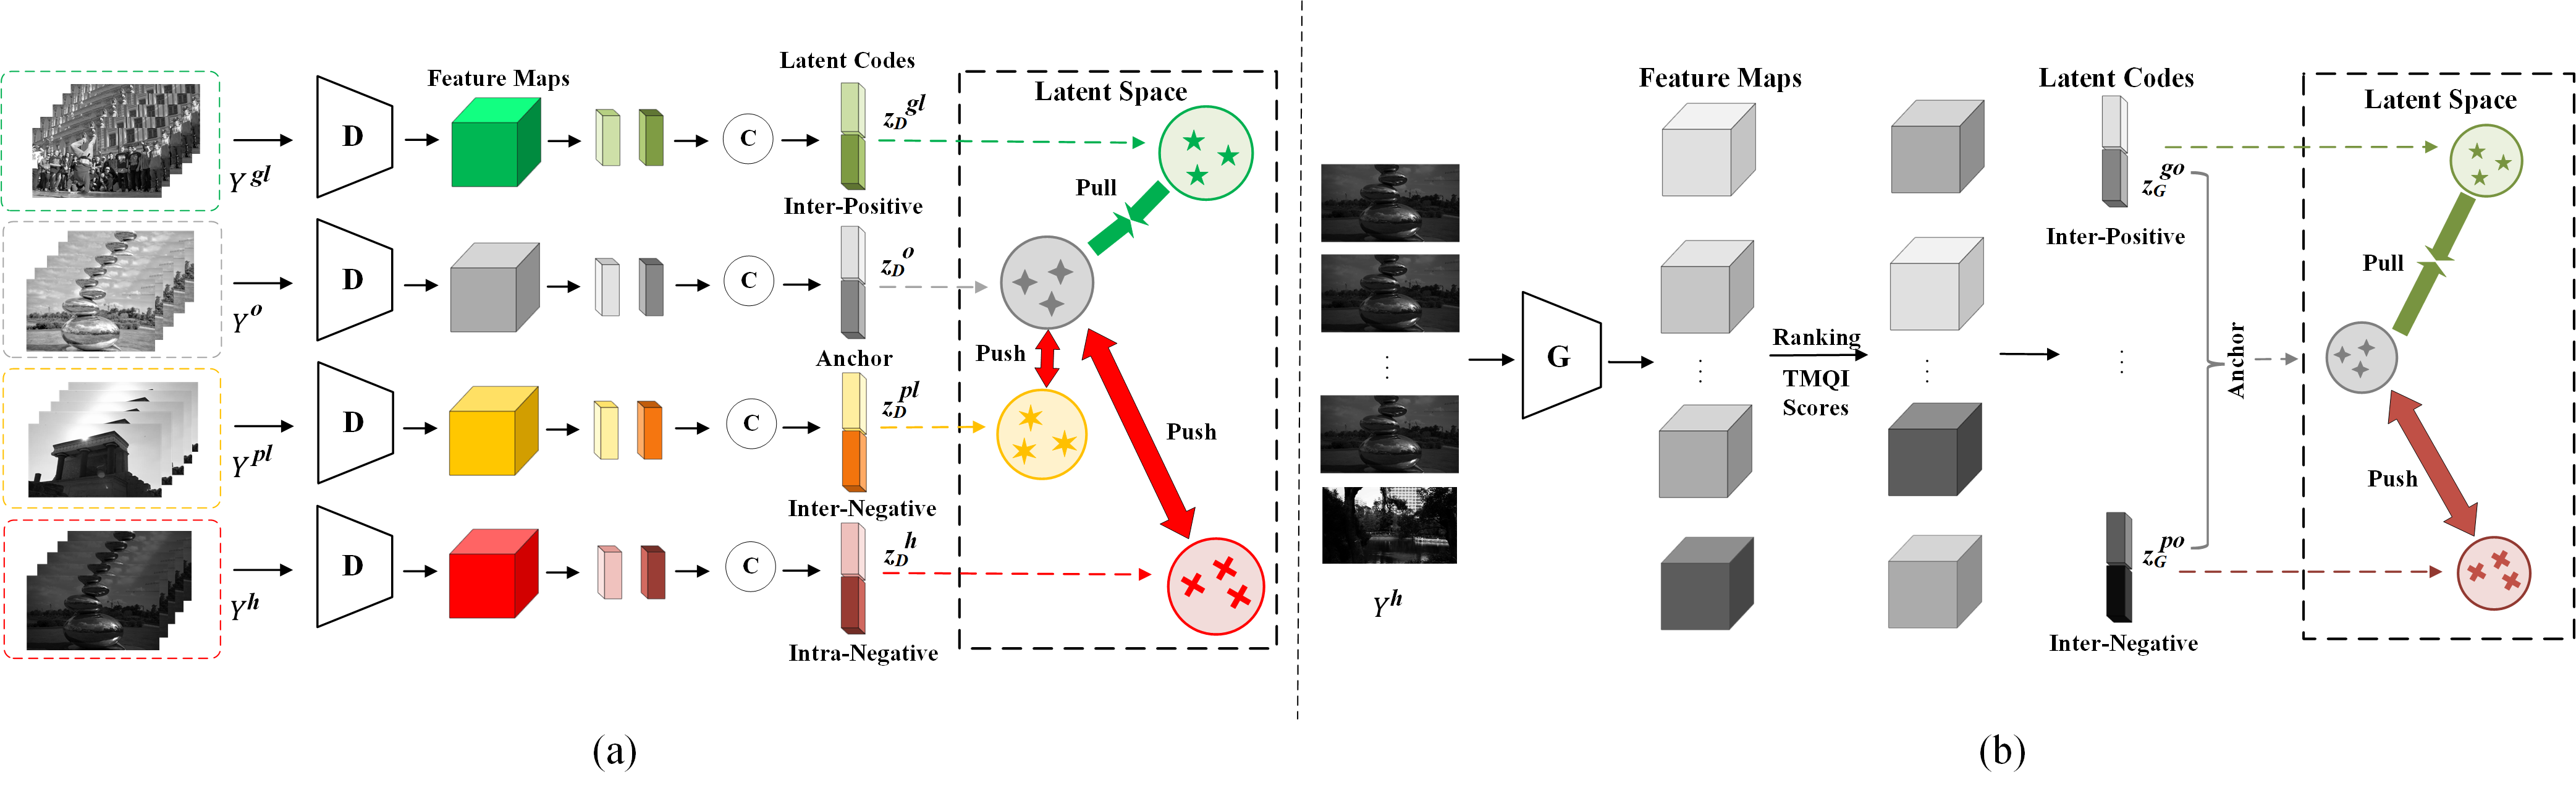 Feature Maps
Latent Codes
Latent Space
Y^gl
D
C
z_D^gl
Inter-Positive
Pull
Y^o
D
C
z_D^o
Anchor
Push
Y^pl
D
C
z_D^pl
Inter-Negative
Push
Y^h
D
C
z_D^h
Intra-Negative
(a)
Feature Maps
Latent Codes
Latent Space
z_G^go
Inter-Positive
Pull
G
Ranking
TMQI
Scores
Anchor
Push
Y^h
z_G^po
Inter-Negative
(b)